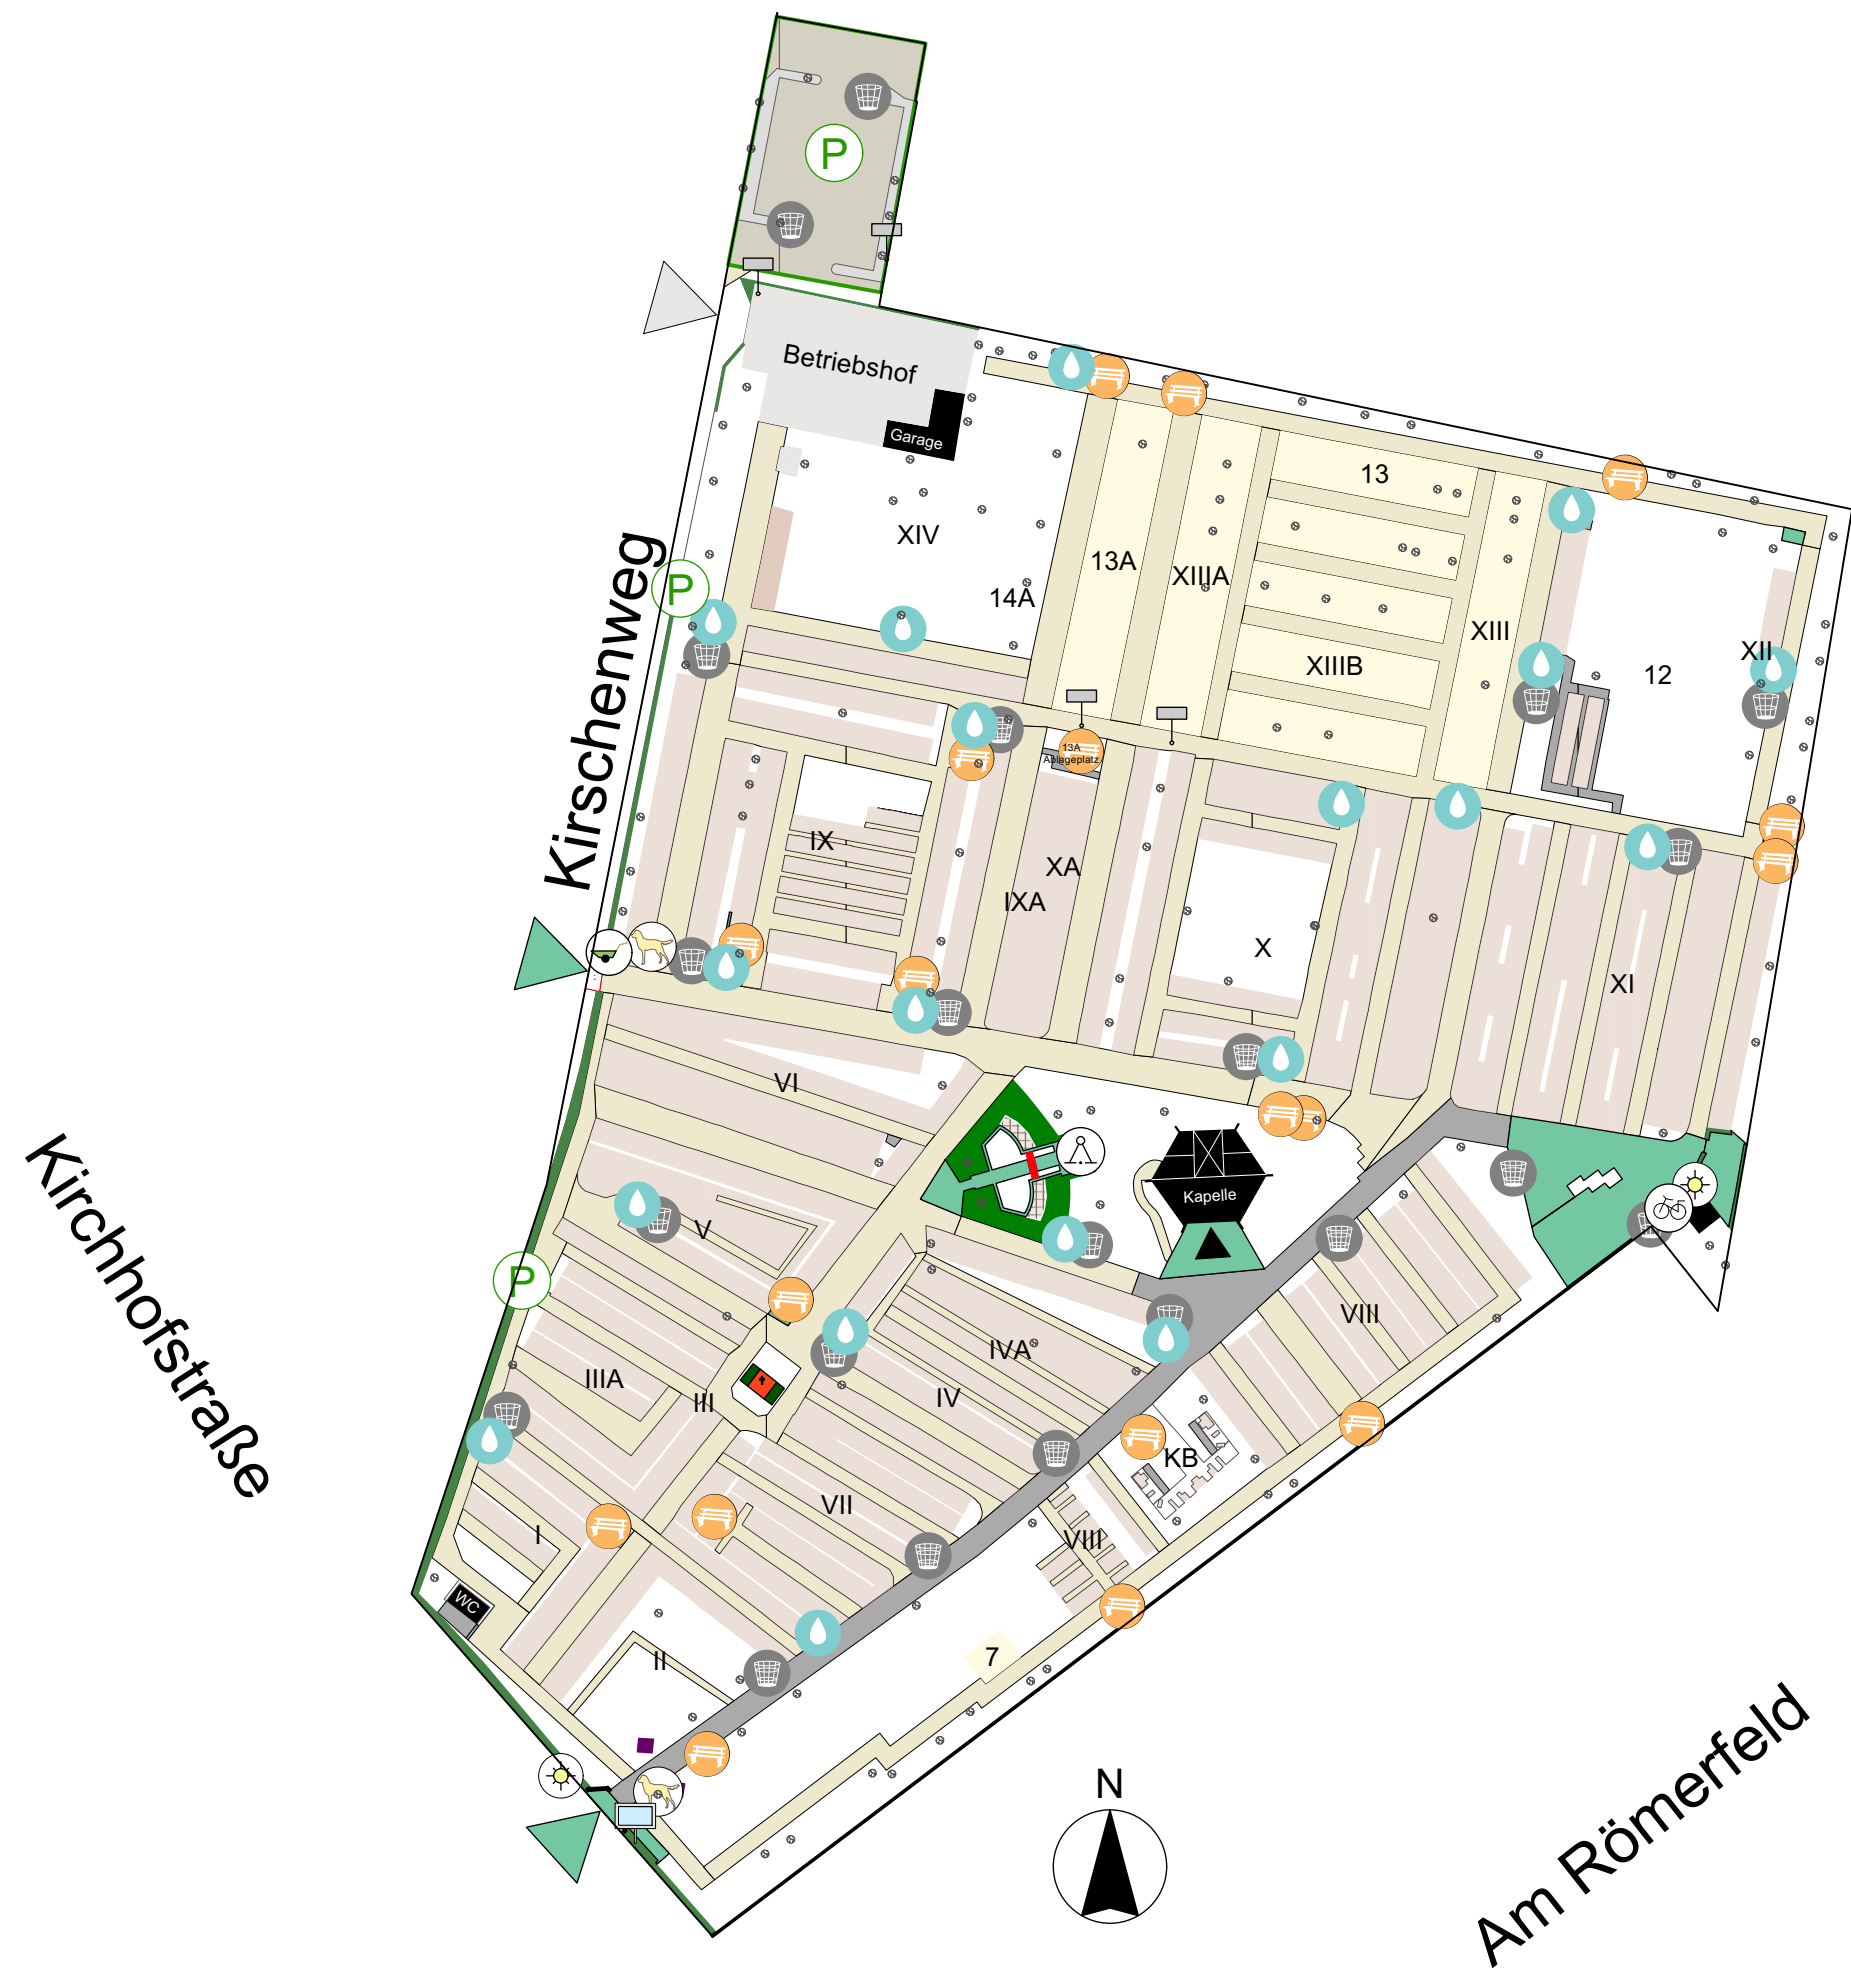 P
Betriebshof
Garage
13
XIV
13A
XIIIA
14A
P
XIII
XII
XIIIB
12
Kirschenweg
13A
Ablageplatz
IX
XA
IXA
X
XI
VI
Kirchhofstraße
Kapelle
V
P
VIII
IVA
IIIA
III
IV
KB
VII
I
VIII
WC
7
II
N
Am Römerfeld